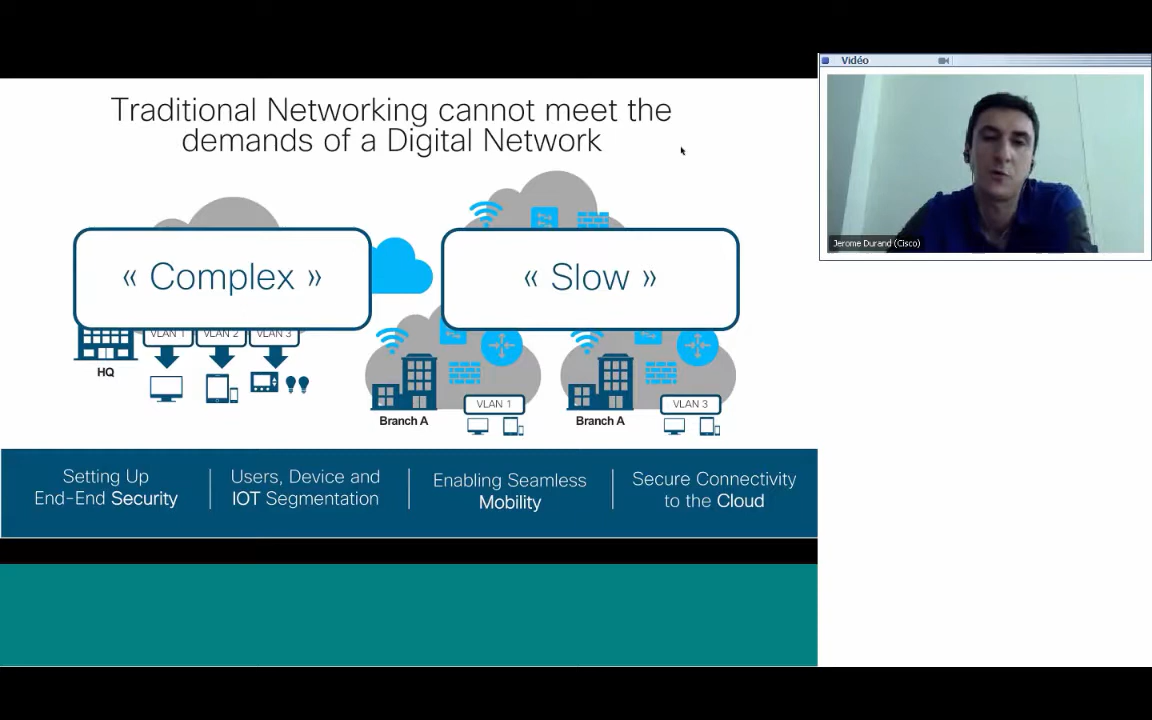 Vidéo
Traditional Networking cannot meet the
demands of a Digital Network
« Complex »
« Slow »
VLAN 1
VLAN 2
VLAN 3
HQ
VLAN 1
VLAN 3
Branch A
Branch A
Setting Up
End-End Security
Users, Device and
IOT Segmentation
Enabling Seamless
Mobility
Secure Connectivity
to the Cloud
Jerome Durand (Cisco)